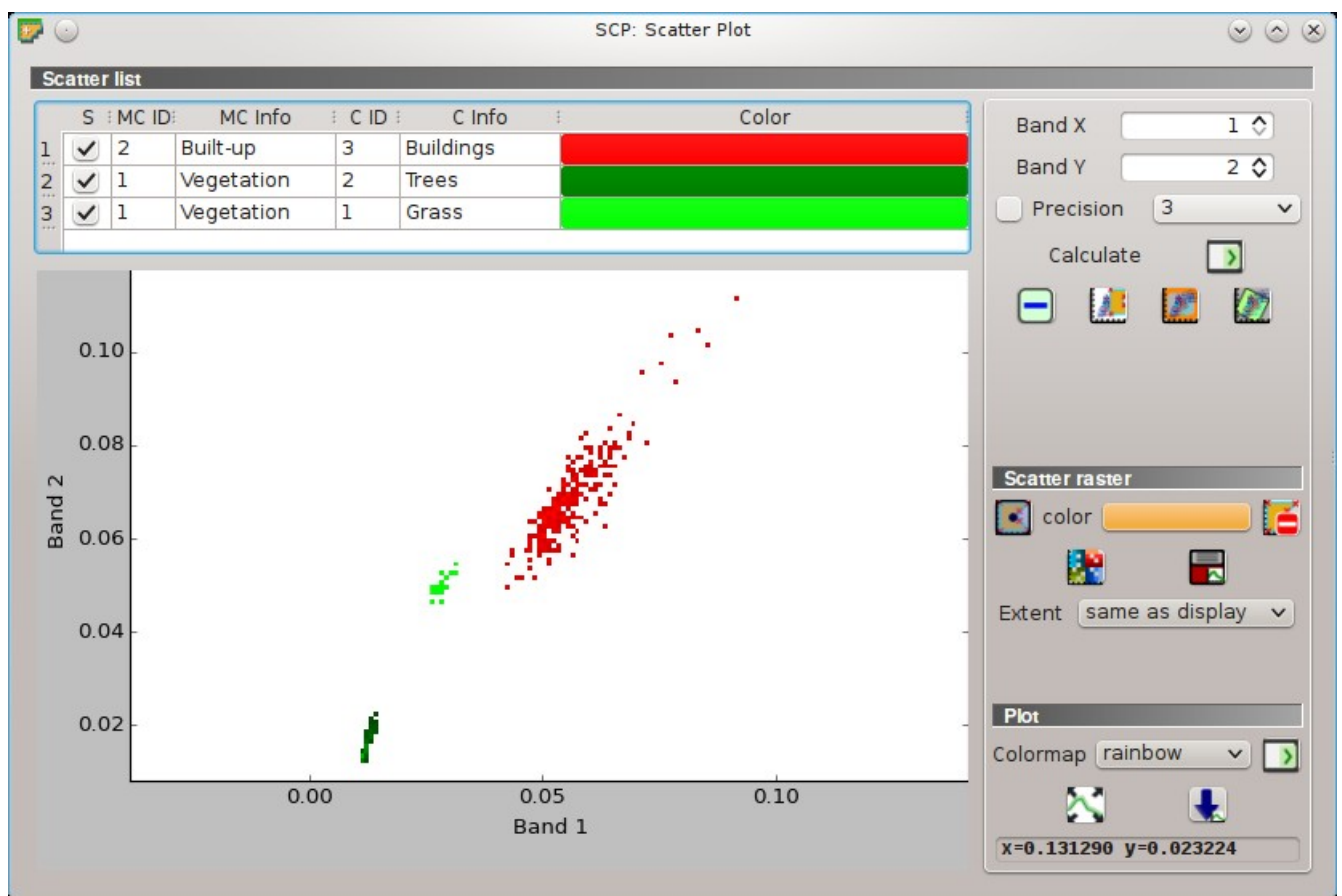 SCP: Scatter Plot
Scatter list
S MC ID MC Info C ID C Info Color
1 2 Built-up 3 Buildings
2 1 Vegetation 2 Trees
3 1 Vegetation 1 Grass
Band X 1
Band Y 2
Precision 3
Calculate
0.10
0.08
0.06
0.04
0.02
Band 2
0.00 0.05 0.10
Band 1
Scatter raster
color
Extent same as display
Plot
Colormap rainbow
x=0.131290 y=0.023224